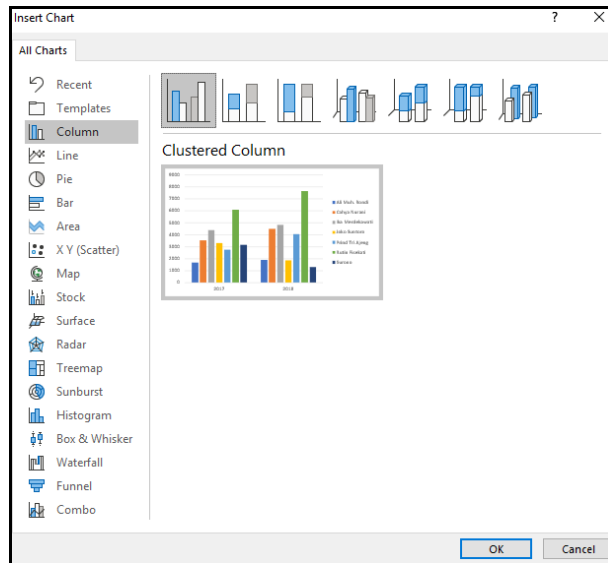 Insert Chart
?
All Charts
Recent
Templates
Column
Line
Pie
Bar
Area
X Y (Scatter)
Map
Stock
Surface
Radar
Treemap
Sunburst
Histogram
Box & Whisker
Waterfall
Funnel
Combo
Clustered Column
9000
8000
7000
6000
5000
4000
3000
2000
1000
0
2017
2018
OK
Cancel